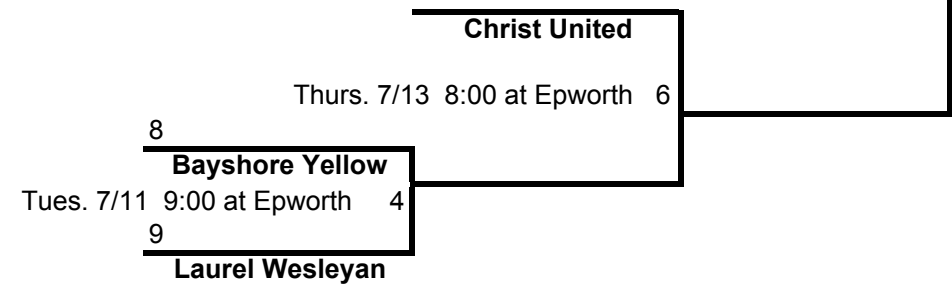 Christ United
Thurs. 7/13 8:00 at Epworth 6
8
Bayshore Yellow
Tues. 7/11 9:00 at Epworth 4
9
Laurel Wesleyan